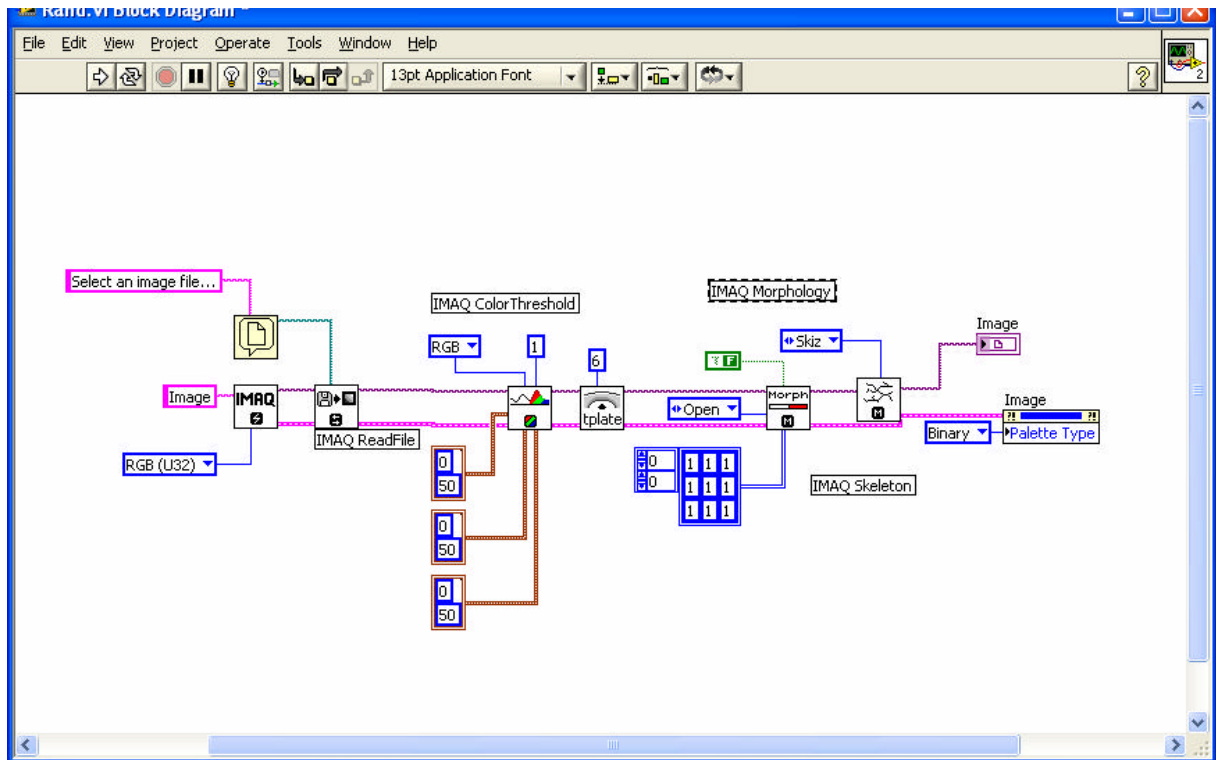 Rand.vi Block Diagram *
File Edit View Project Operate Tools Window Help
13pt Application Font
2
Select an image file...
IMAQ ColorThreshold
IMAQ Morphology
Image
RGB
1
Skiz
6
F
Image
IMAQ
Morph
Image
tplate
Open
IMAQ ReadFile
Binary
Palette Type
RGB (U32)
0
50
0
0
1 1 1
1 1 1
1 1 1
IMAQ Skeleton
0
50
0
50